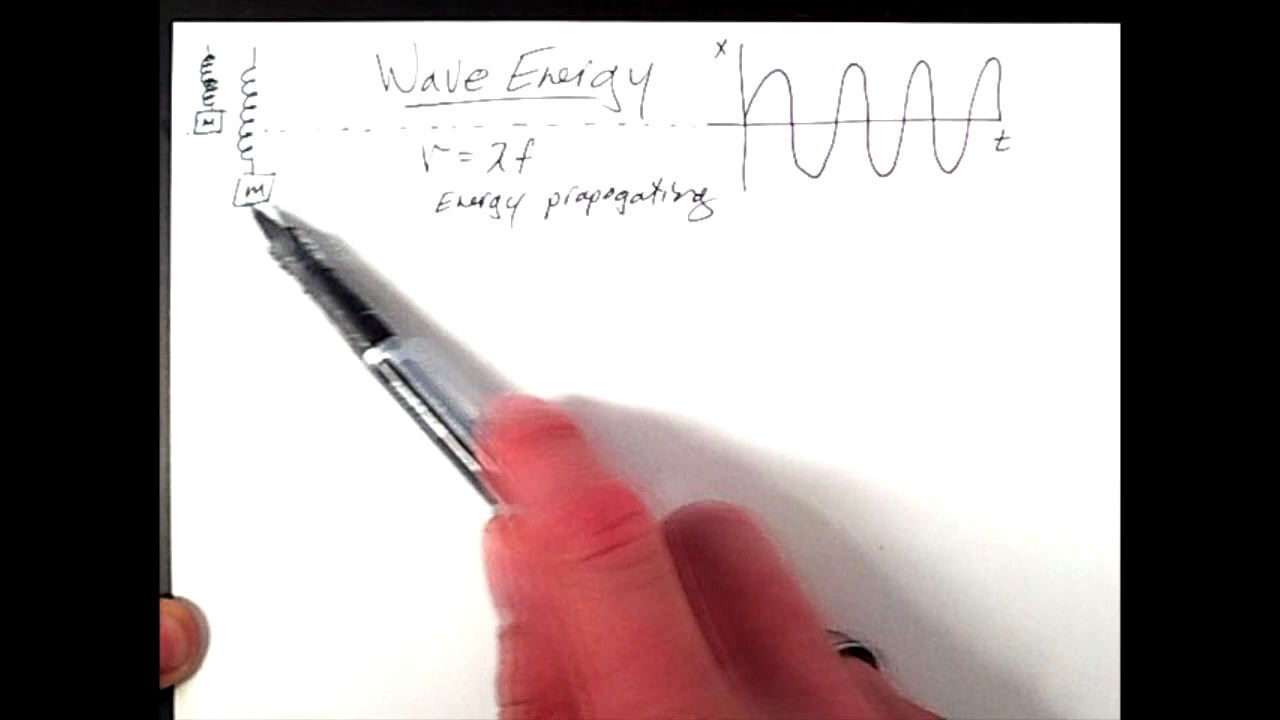 Wave Energy
v = λf
Energy propogating
M
m
x
t